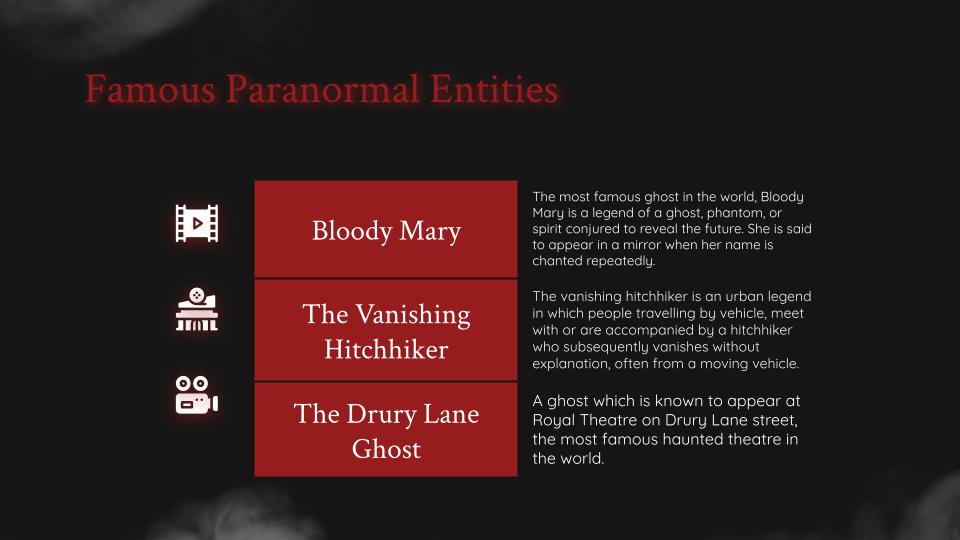 Famous Paranormal Entities
Bloody Mary
The most famous ghost in the world, Bloody
Mary is a legend of a ghost, phantom, or
spirit conjured to reveal the future. She is said
to appear in a mirror when her name is
chanted repeatedly.
The Vanishing
Hitchhiker
The vanishing hitchhiker is an urban legend
in which people travelling by vehicle, meet
with or are accompanied by a hitchhiker
who subsequently vanishes without
explanation, often from a moving vehicle.
The Drury Lane
Ghost
A ghost which is known to appear at
Royal Theatre on Drury Lane street,
the most famous haunted theatre in
the world.